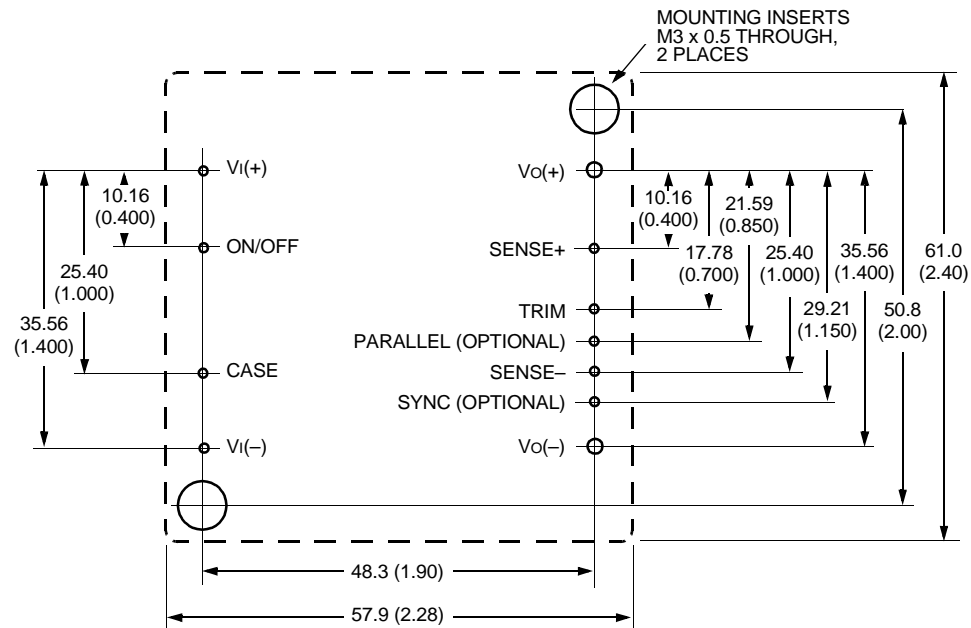 MOUNTING INSERTS
M3 x 0.5 THROUGH,
2 PLACES
VI(+)
VO(+)
10.16
(0.400)
10.16
(0.400)
21.59
(0.850)
ON/OFF
SENSE+
17.78
(0.700)
25.40
(1.000)
35.56
(1.400)
61.0
(2.40)
25.40
(1.000)
29.21
(1.150)
50.8
(2.00)
35.56
(1.400)
TRIM
PARALLEL (OPTIONAL)
CASE
SENSE–
SYNC (OPTIONAL)
VI(–)
VO(–)
48.3 (1.90)
57.9 (2.28)